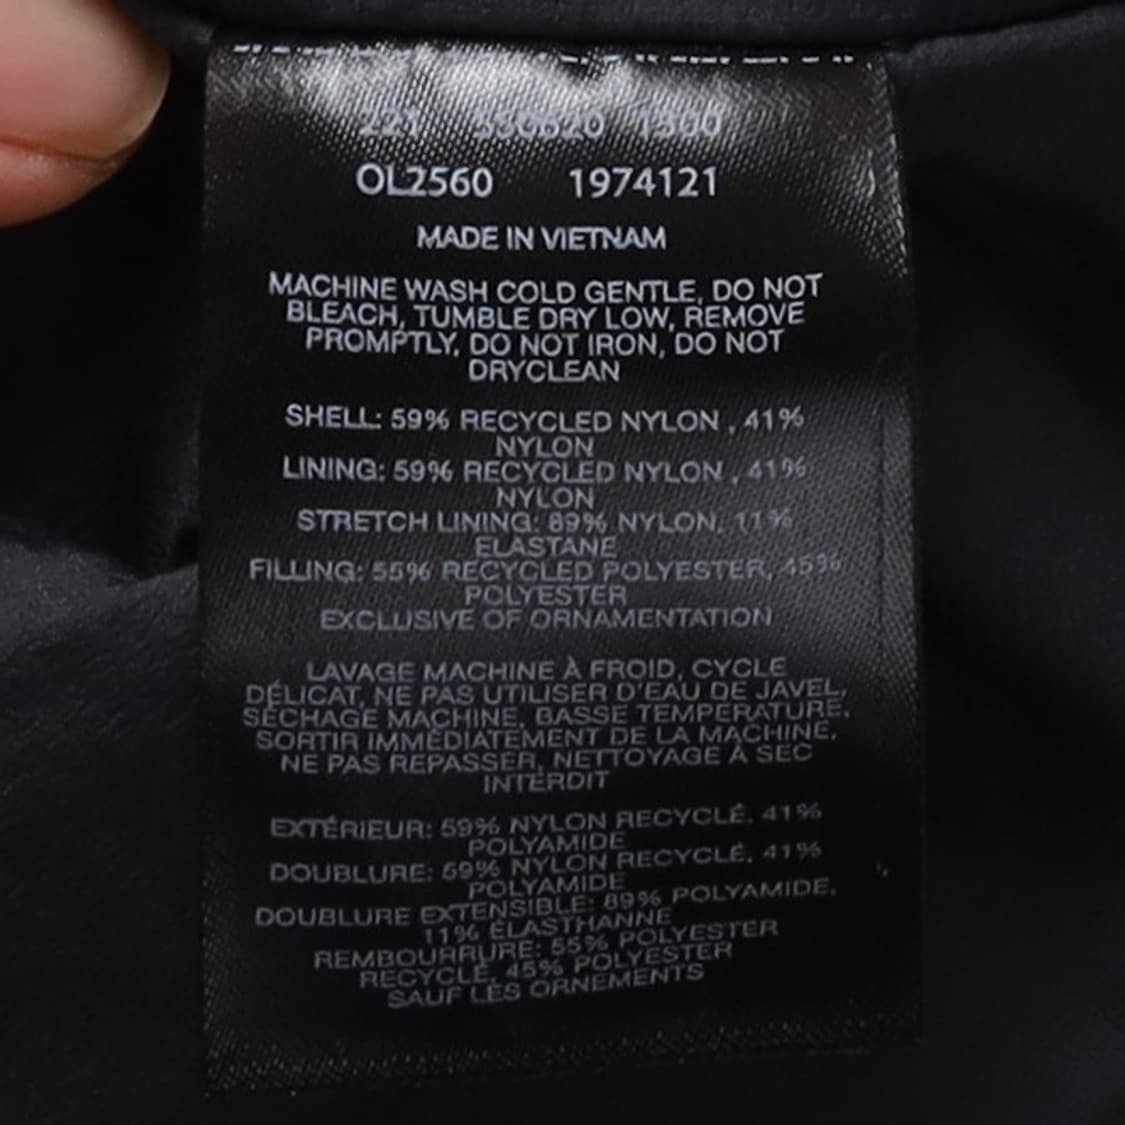 221 550820 1300
OL2560 1974121
MADE IN VIETNAM
MACHINE WASH COLD GENTLE, DO NOT
BLEACH, TUMBLE DRY LOW, REMOVE
PROMPTLY, DO NOT IRON, DO NOT
DRYCLEAN
SHELL: 59% RECYCLED NYLON , 41%
NYLON
LINING: 59% RECYCLED NYLON , 41%
NYLON
STRETCH LINING: 89% NYLON, 11%
ELASTANE
FILLING: 55% RECYCLED POLYESTER, 45%
POLYESTER
EXCLUSIVE OF ORNAMENTATION
LAVAGE MACHINE À FROID, CYCLE
DÉLICAT, NE PAS UTILISER D'EAU DE JAVEL,
SÉCHAGE MACHINE, BASSE TEMPÉRATURE,
SORTIR IMMÉDIATEMENT DE LA MACHINE,
NE PAS REPASSER, NETTOYAGE À SEC
INTERDIT
EXTÉRIEUR: 59% NYLON RECYCLÉ, 41%
POLYAMIDE
DOUBLURE: 59% NYLON RECYCLÉ, 41%
POLYAMIDE
DOUBLURE EXTENSIBLE: 89% POLYAMIDE,
11% ÉLASTHANNE
REMBOURRURE: 55% POLYESTER
RECYCLÉ, 45% POLYESTER
SAUF LES ORNEMENTS